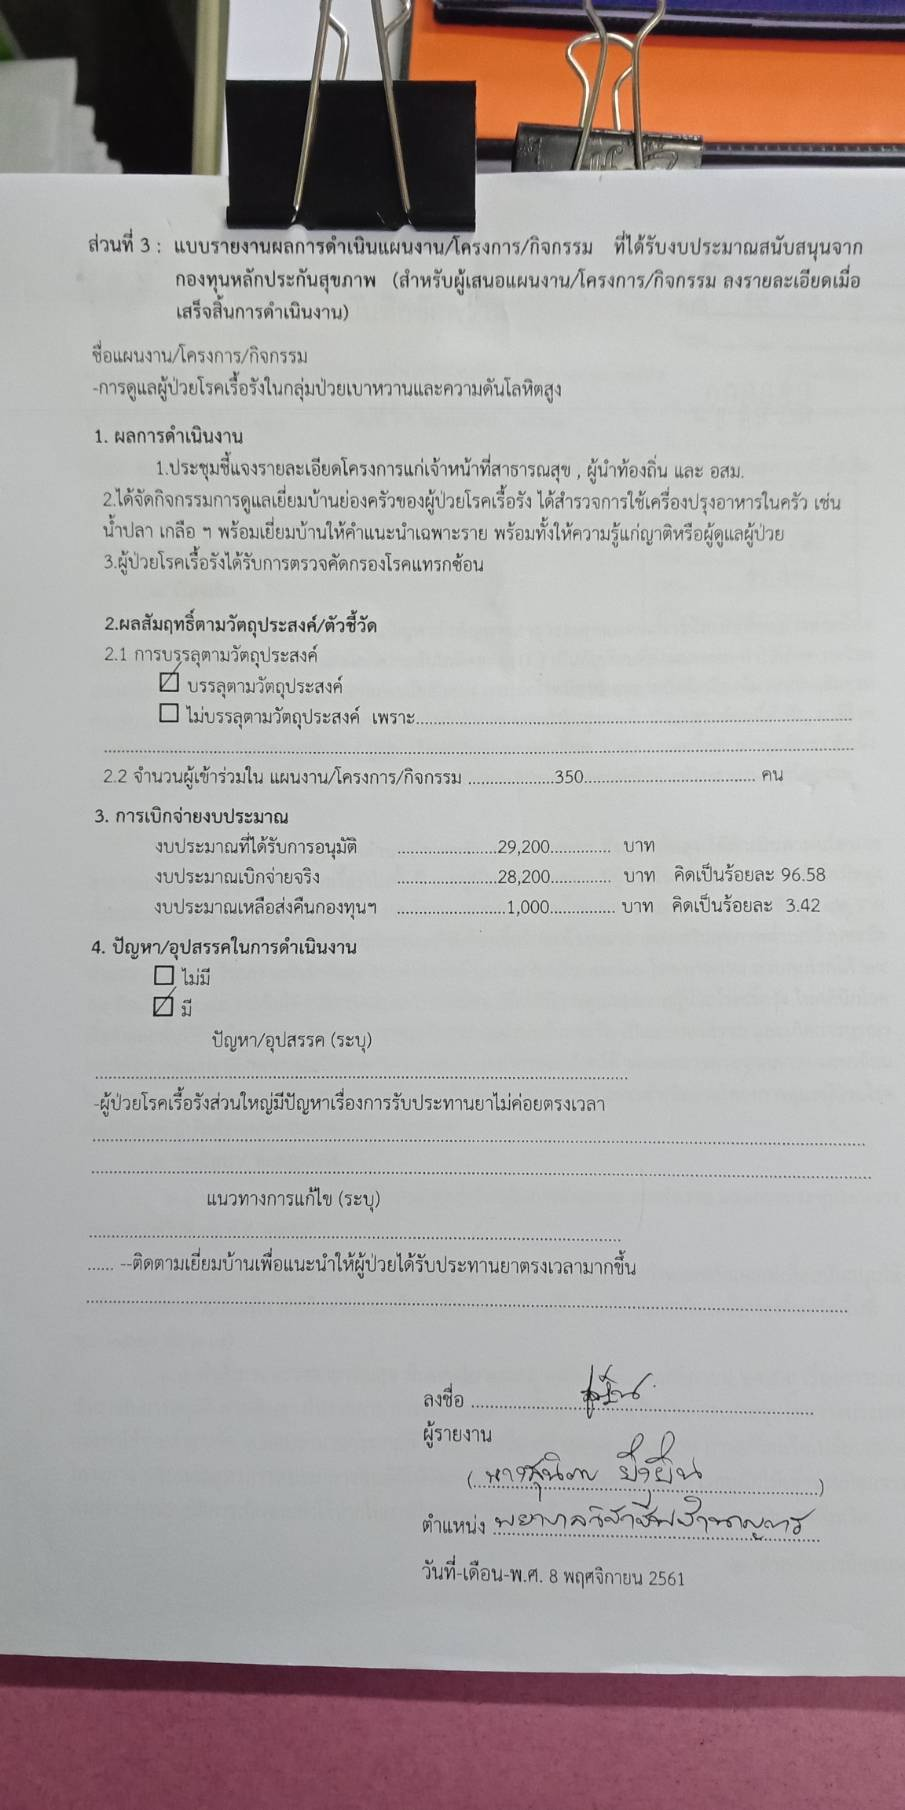 ส่วนที่ 3 : แบบรายงานผลการดำเนินแผนงาน/โครงการ/กิจกรรม ที่ได้รับงบประมาณสนับสนุนจาก
กองทุนหลักประกันสุขภาพ (สำหรับผู้เสนอแผนงาน/โครงการ/กิจกรรม ลงรายละเอียดเมื่อ
เสร็จสิ้นการดำเนินงาน)
ชื่อแผนงาน/โครงการ/กิจกรรม
-การดูแลผู้ป่วยโรคเรื้อรังในกลุ่มป่วยเบาหวานและความดันโลหิตสูง
1. ผลการดำเนินงาน
1.ประชุมชี้แจงรายละเอียดโครงการแก่เจ้าหน้าที่สาธารณสุข , ผู้นำท้องถิ่น และ อสม.
2.ได้จัดกิจกรรมการดูแลเยี่ยมบ้านย่องครัวของผู้ป่วยโรคเรื้อรัง ได้สำรวจการใช้เครื่องปรุงอาหารในครัว เช่น
น้ำปลา เกลือ ฯ พร้อมเยี่ยมบ้านให้คำแนะนำเฉพาะราย พร้อมทั้งให้ความรู้แก่ญาติหรือผู้ดูแลผู้ป่วย
3.ผู้ป่วยโรคเรื้อรังได้รับการตรวจคัดกรองโรคแทรกซ้อน
2.ผลสัมฤทธิ์ตามวัตถุประสงค์/ตัวชี้วัด
2.1 การบรรลุตามวัตถุประสงค์
บรรลุตามวัตถุประสงค์
ไม่บรรลุตามวัตถุประสงค์ เพราะ
2.2 จำนวนผู้เข้าร่วมใน แผนงาน/โครงการ/กิจกรรม ...................350...................................... คน
3. การเบิกจ่ายงบประมาณ
งบประมาณที่ได้รับการอนุมัติ ......................29,200............. บาท
งบประมาณเบิกจ่ายจริง ......................28,200............. บาท คิดเป็นร้อยละ 96.58
งบประมาณเหลือส่งคืนกองทุนฯ ........................1,000.............. บาท คิดเป็นร้อยละ 3.42
4. ปัญหา/อุปสรรคในการดำเนินงาน
ไม่มี
มี
ปัญหา/อุปสรรค (ระบุ)
-ผู้ป่วยโรคเรื้อรังส่วนใหญ่มีปัญหาเรื่องการรับประทานยาไม่ค่อยตรงเวลา
แนวทางการแก้ไข (ระบุ)
...... --ติดตามเยี่ยมบ้านเพื่อแนะนำให้ผู้ป่วยได้รับประทานยาตรงเวลามากขึ้น
ลงชื่อ
ผู้รายงาน
(นางสุนิตา ยิ่งยืน)
ตำแหน่ง พยาบาลวิชาชีพชำนาญการ
วันที่-เดือน-พ.ศ. 8 พฤศจิกายน 2561